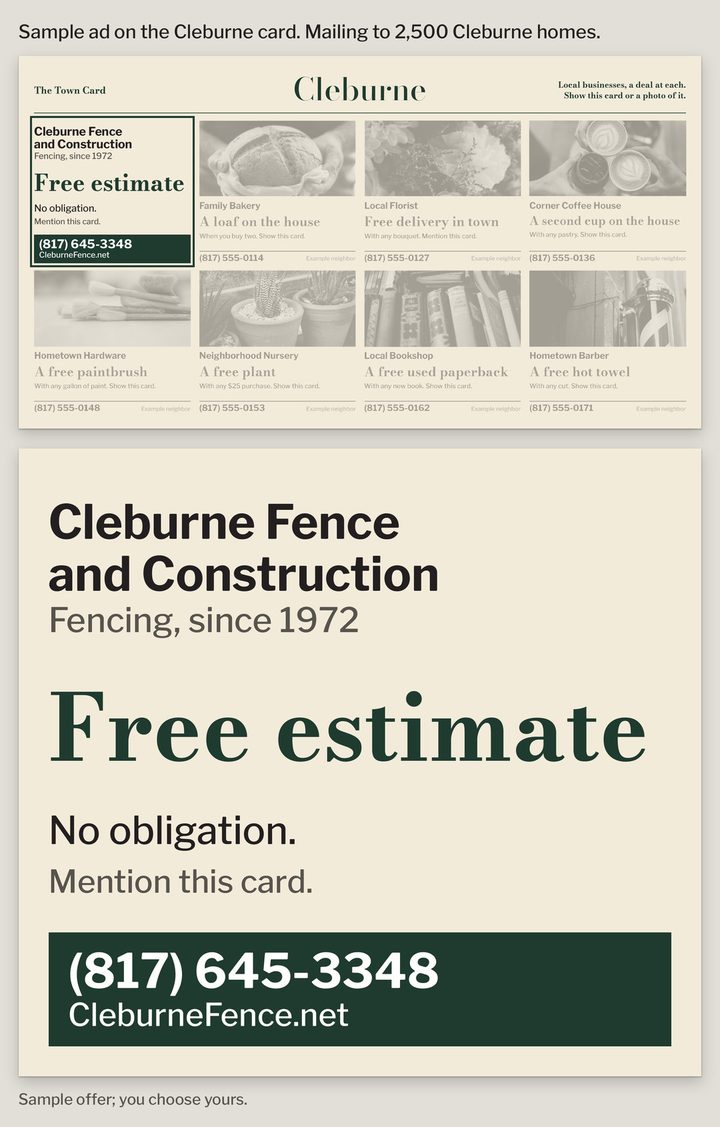 Sample ad on the Cleburne card. Mailing to 2,500 Cleburne homes.
The Town Card
Cleburne
Local businesses, a deal at each.
Show this card or a photo of it.
Cleburne Fence
and Construction
Fencing, since 1972
Free estimate
No obligation.
Mention this card.
(817) 645-3348
CleburneFence.net
Family Bakery
A loaf on the house
When you buy two. Show this card.
(817) 555-0114
Example neighbor
Local Florist
Free delivery in town
With any bouquet. Mention this card.
(817) 555-0127
Example neighbor
Corner Coffee House
A second cup on the house
With any pastry. Show this card.
(817) 555-0136
Example neighbor
Hometown Hardware
A free paintbrush
With any gallon of paint. Show this card.
(817) 555-0148
Example neighbor
Neighborhood Nursery
A free plant
With any $25 purchase. Show this card.
(817) 555-0153
Example neighbor
Local Bookshop
A free used paperback
With any new book. Show this card.
(817) 555-0162
Example neighbor
Hometown Barber
A free hot towel
With any cut. Show this card.
(817) 555-0171
Example neighbor
Cleburne Fence
and Construction
Fencing, since 1972
Free estimate
No obligation.
Mention this card.
(817) 645-3348
CleburneFence.net
Sample offer; you choose yours.